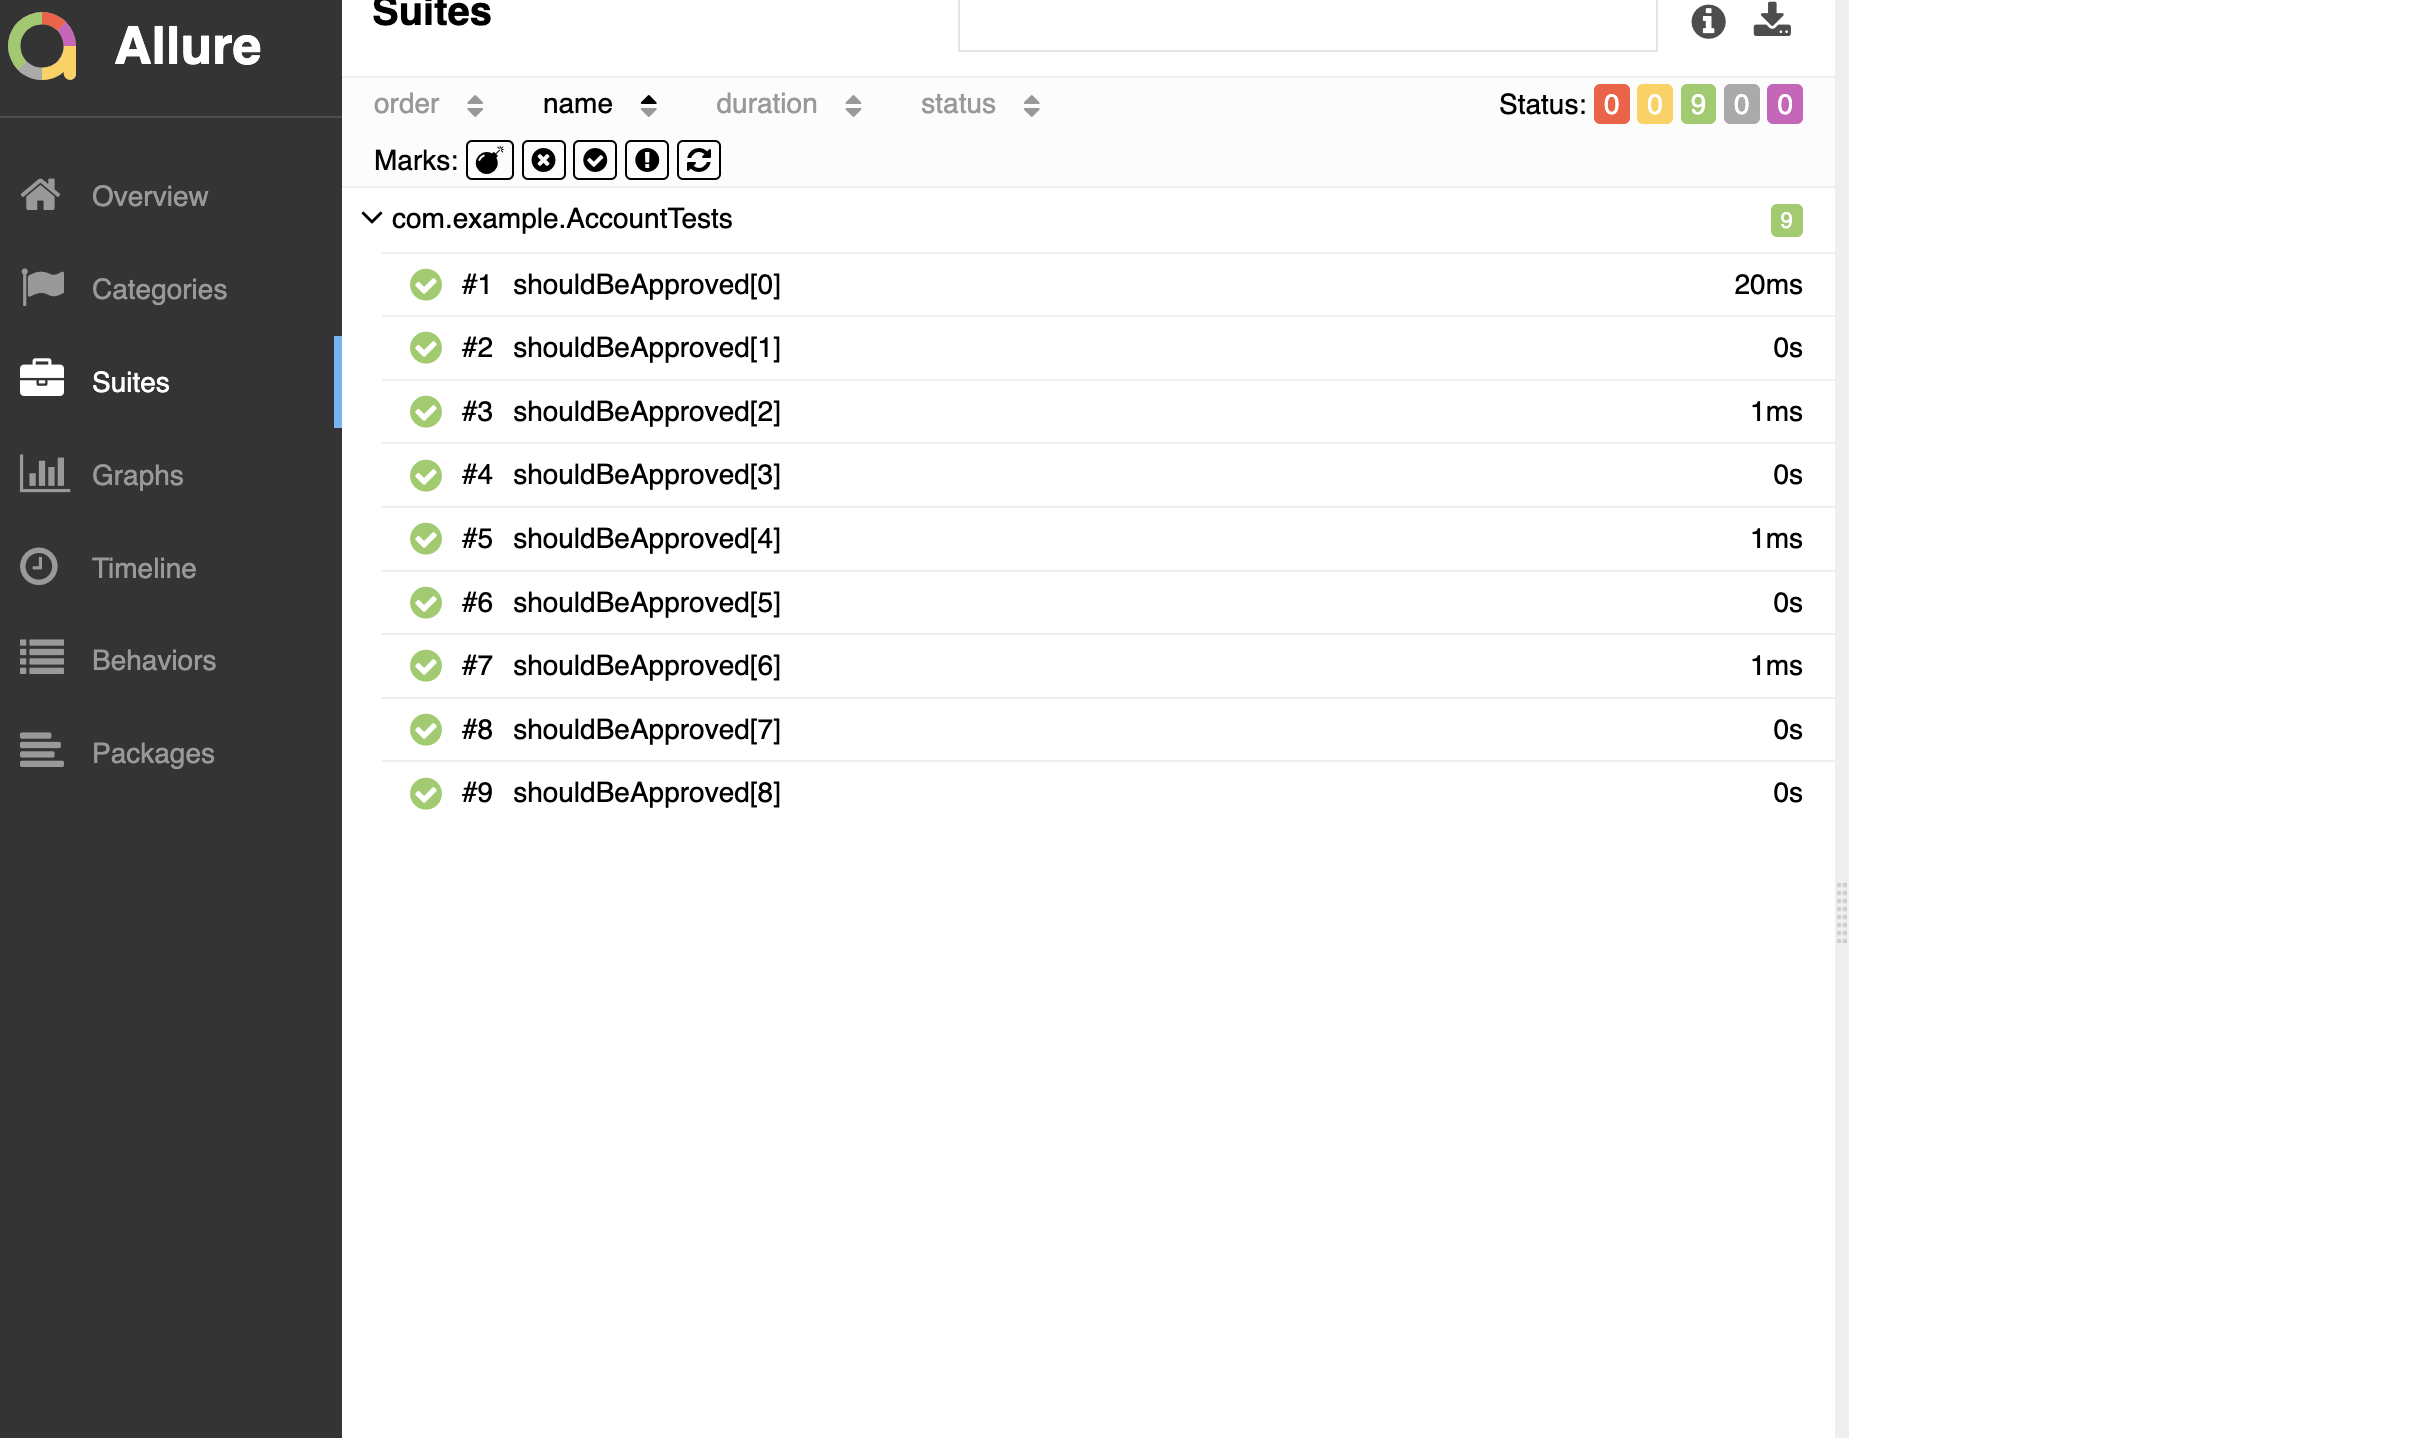 Allure
Overview
Categories
Suites
Graphs
Timeline
Behaviors
Packages
Suites
order name duration status Status: 0 0 9 0 0
Marks:
com.example.AccountTests 9
#1 shouldBeApproved[0] 20ms
#2 shouldBeApproved[1] 0s
#3 shouldBeApproved[2] 1ms
#4 shouldBeApproved[3] 0s
#5 shouldBeApproved[4] 1ms
#6 shouldBeApproved[5] 0s
#7 shouldBeApproved[6] 1ms
#8 shouldBeApproved[7] 0s
#9 shouldBeApproved[8] 0s